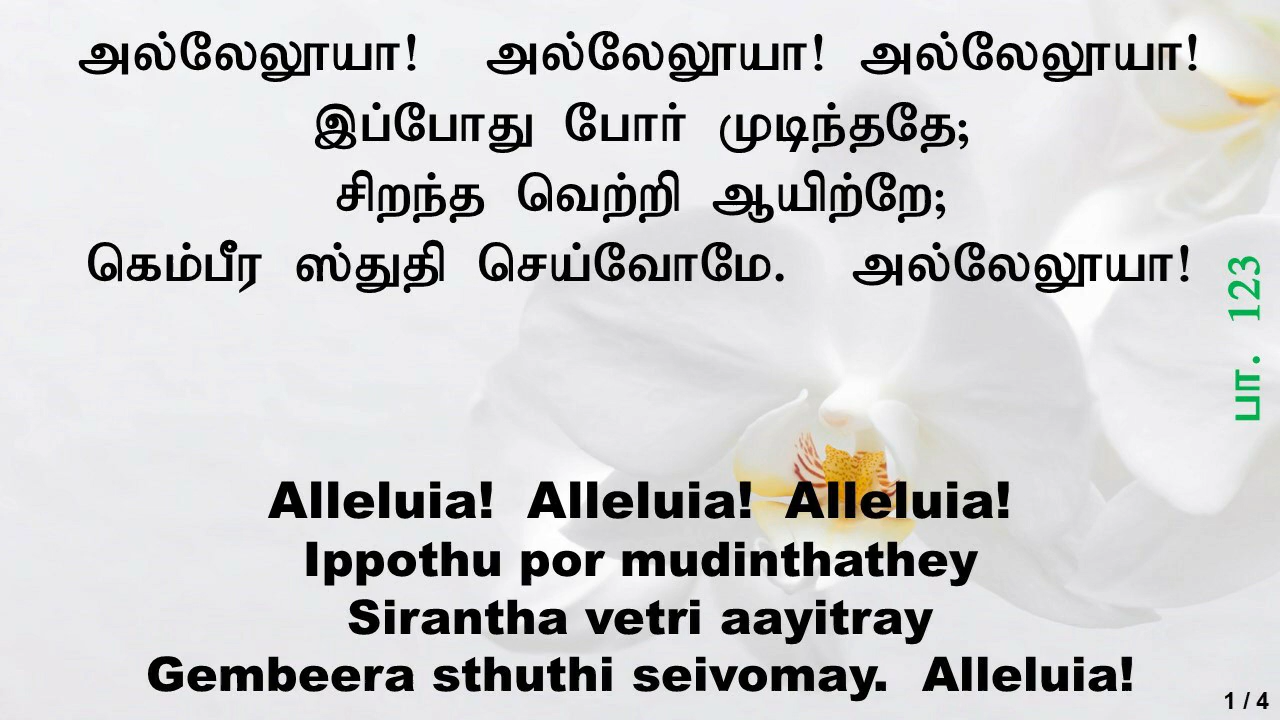 அல்லேலூயா! அல்லேலூயா! அல்லேலூயா!
இப்போது போர் முடிந்ததே;
சிறந்த வெற்றி ஆயிற்றே;
கெம்பீர ஸ்துதி செய்வோமே. அல்லேலூயா!
பா. 123
Alleluia! Alleluia! Alleluia!
Ippothu por mudinthathey
Sirantha vetri aayitray
Gembeera sthuthi seivomay. Alleluia!
1 / 4